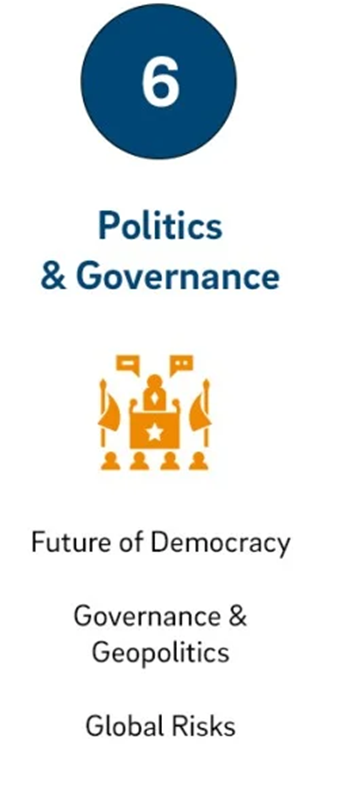 6
Politics
& Governance
Future of Democracy
Governance &
Geopolitics
Global Risks